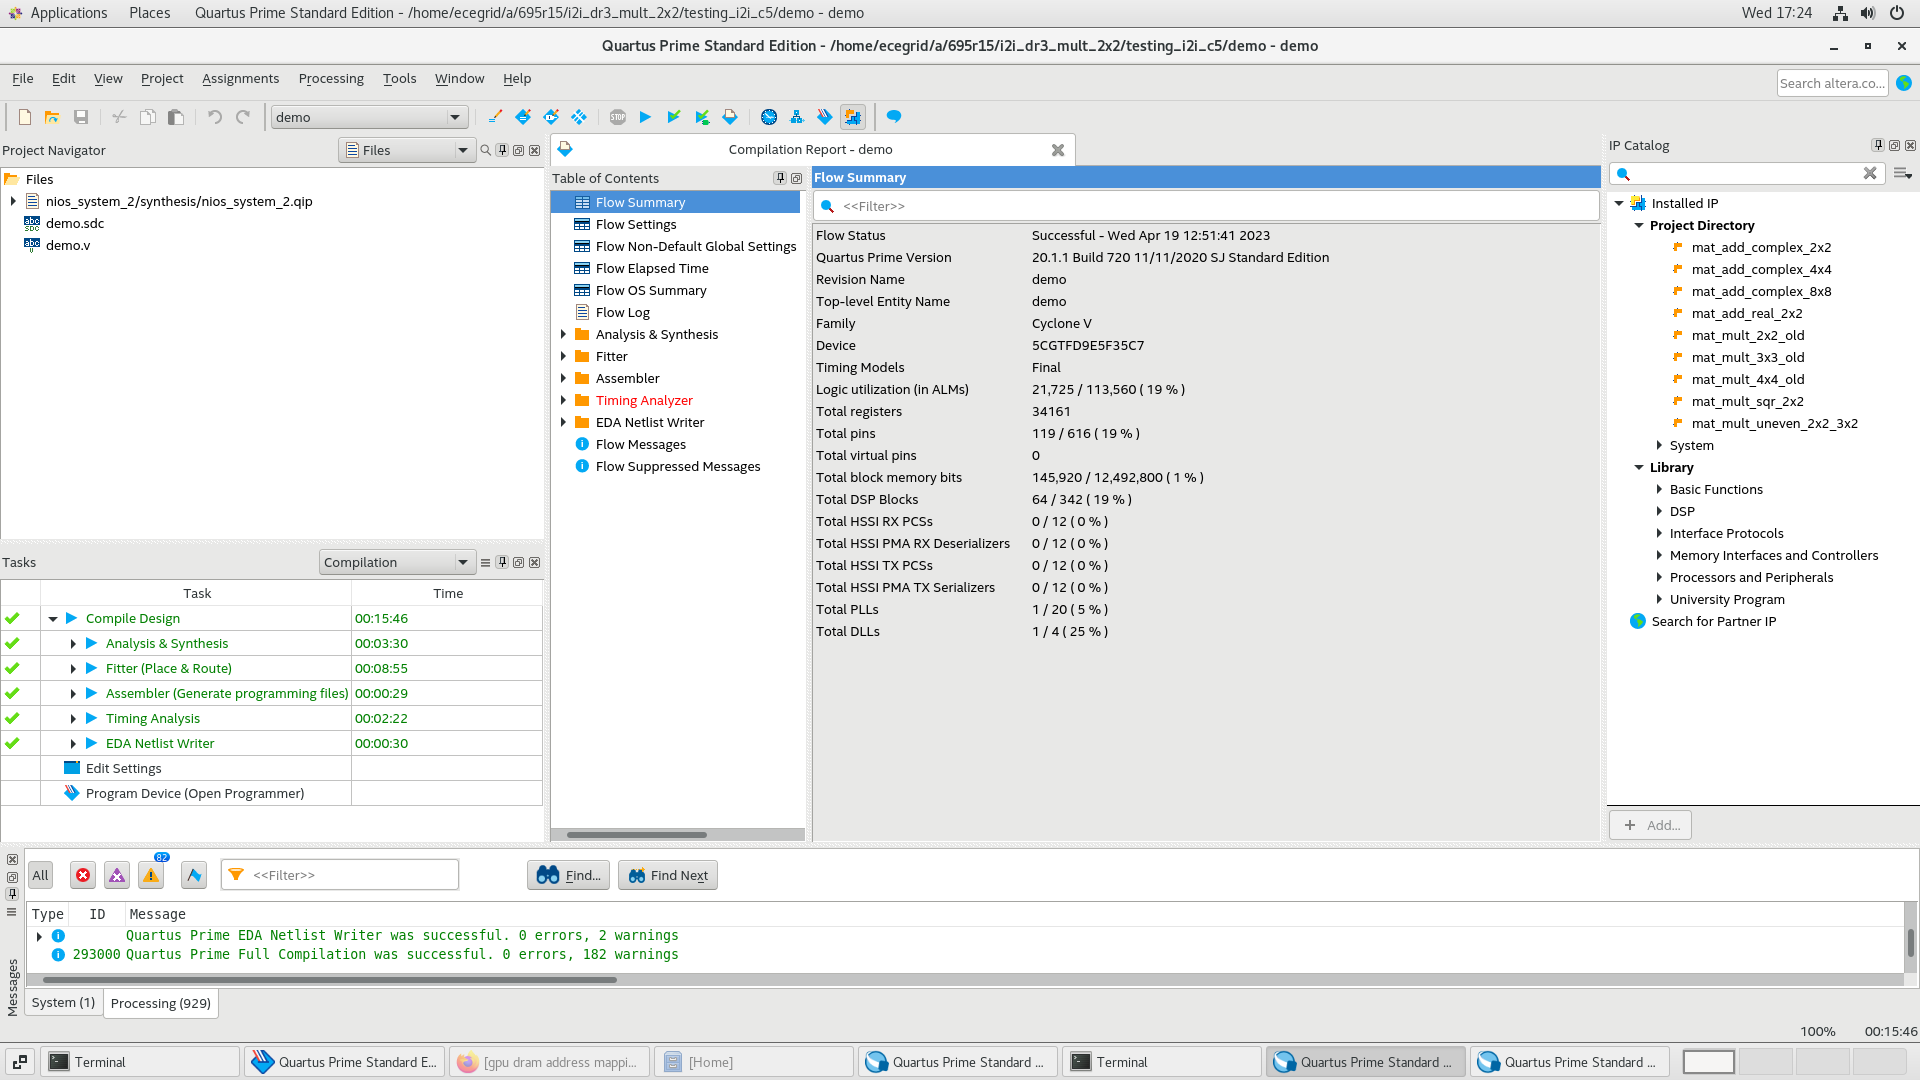 Applications Places Quartus Prime Standard Edition - /home/ecegrid/a/695r15/i2i_dr3_mult_2x2/testing_i2i_c5/demo - demo Wed 17:24
Quartus Prime Standard Edition - /home/ecegrid/a/695r15/i2i_dr3_mult_2x2/testing_i2i_c5/demo - demo
File Edit View Project Assignments Processing Tools Window Help Search altera.co...
demo STOP
Project Navigator Files
Files
nios_system_2/synthesis/nios_system_2.qip
abc SDC demo.sdc
abc demo.v
Tasks Compilation
Task Time
Compile Design 00:15:46
Analysis & Synthesis 00:03:30
Fitter (Place & Route) 00:08:55
Assembler (Generate programming files) 00:00:29
Timing Analysis 00:02:22
EDA Netlist Writer 00:00:30
Edit Settings
Program Device (Open Programmer)
Compilation Report - demo
Table of Contents
Flow Summary
Flow Settings
Flow Non-Default Global Settings
Flow Elapsed Time
Flow OS Summary
Flow Log
Analysis & Synthesis
Fitter
Assembler
Timing Analyzer
EDA Netlist Writer
Flow Messages
Flow Suppressed Messages
Flow Summary
<<Filter>>
Flow Status Successful - Wed Apr 19 12:51:41 2023
Quartus Prime Version 20.1.1 Build 720 11/11/2020 SJ Standard Edition
Revision Name demo
Top-level Entity Name demo
Family Cyclone V
Device 5CGTFD9E5F35C7
Timing Models Final
Logic utilization (in ALMs) 21,725 / 113,560 ( 19 % )
Total registers 34161
Total pins 119 / 616 ( 19 % )
Total virtual pins 0
Total block memory bits 145,920 / 12,492,800 ( 1 % )
Total DSP Blocks 64 / 342 ( 19 % )
Total HSSI RX PCSs 0 / 12 ( 0 % )
Total HSSI PMA RX Deserializers 0 / 12 ( 0 % )
Total HSSI TX PCSs 0 / 12 ( 0 % )
Total HSSI PMA TX Serializers 0 / 12 ( 0 % )
Total PLLs 1 / 20 ( 5 % )
Total DLLs 1 / 4 ( 25 % )
IP Catalog
Installed IP
Project Directory
mat_add_complex_2x2
mat_add_complex_4x4
mat_add_complex_8x8
mat_add_real_2x2
mat_mult_2x2_old
mat_mult_3x3_old
mat_mult_4x4_old
mat_mult_sqr_2x2
mat_mult_uneven_2x2_3x2
System
Library
Basic Functions
DSP
Interface Protocols
Memory Interfaces and Controllers
Processors and Peripherals
University Program
Search for Partner IP
+ Add...
Messages
All 82 <<Filter>> Find... Find Next
Type ID Message
Quartus Prime EDA Netlist Writer was successful. 0 errors, 2 warnings
293000 Quartus Prime Full Compilation was successful. 0 errors, 182 warnings
System (1) Processing (929)
100% 00:15:46
Terminal Quartus Prime Standard E... [gpu dram address mappi... [Home] Quartus Prime Standard ... Terminal Quartus Prime Standard ... Quartus Prime Standard ...